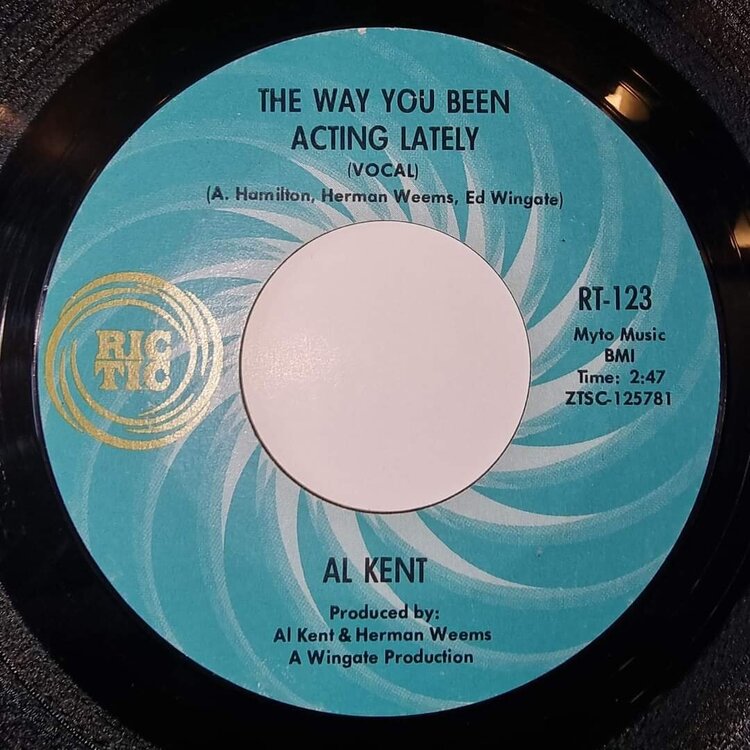 THE WAY YOU BEEN
ACTING LATELY
(VOCAL)
(A. Hamilton, Herman Weems, Ed Wingate)
RIC
TIC
RT-123
Myto Music
BMI
Time: 2:47
ZTSC-125781
AL KENT
Produced by:
Al Kent & Herman Weems
A Wingate Production